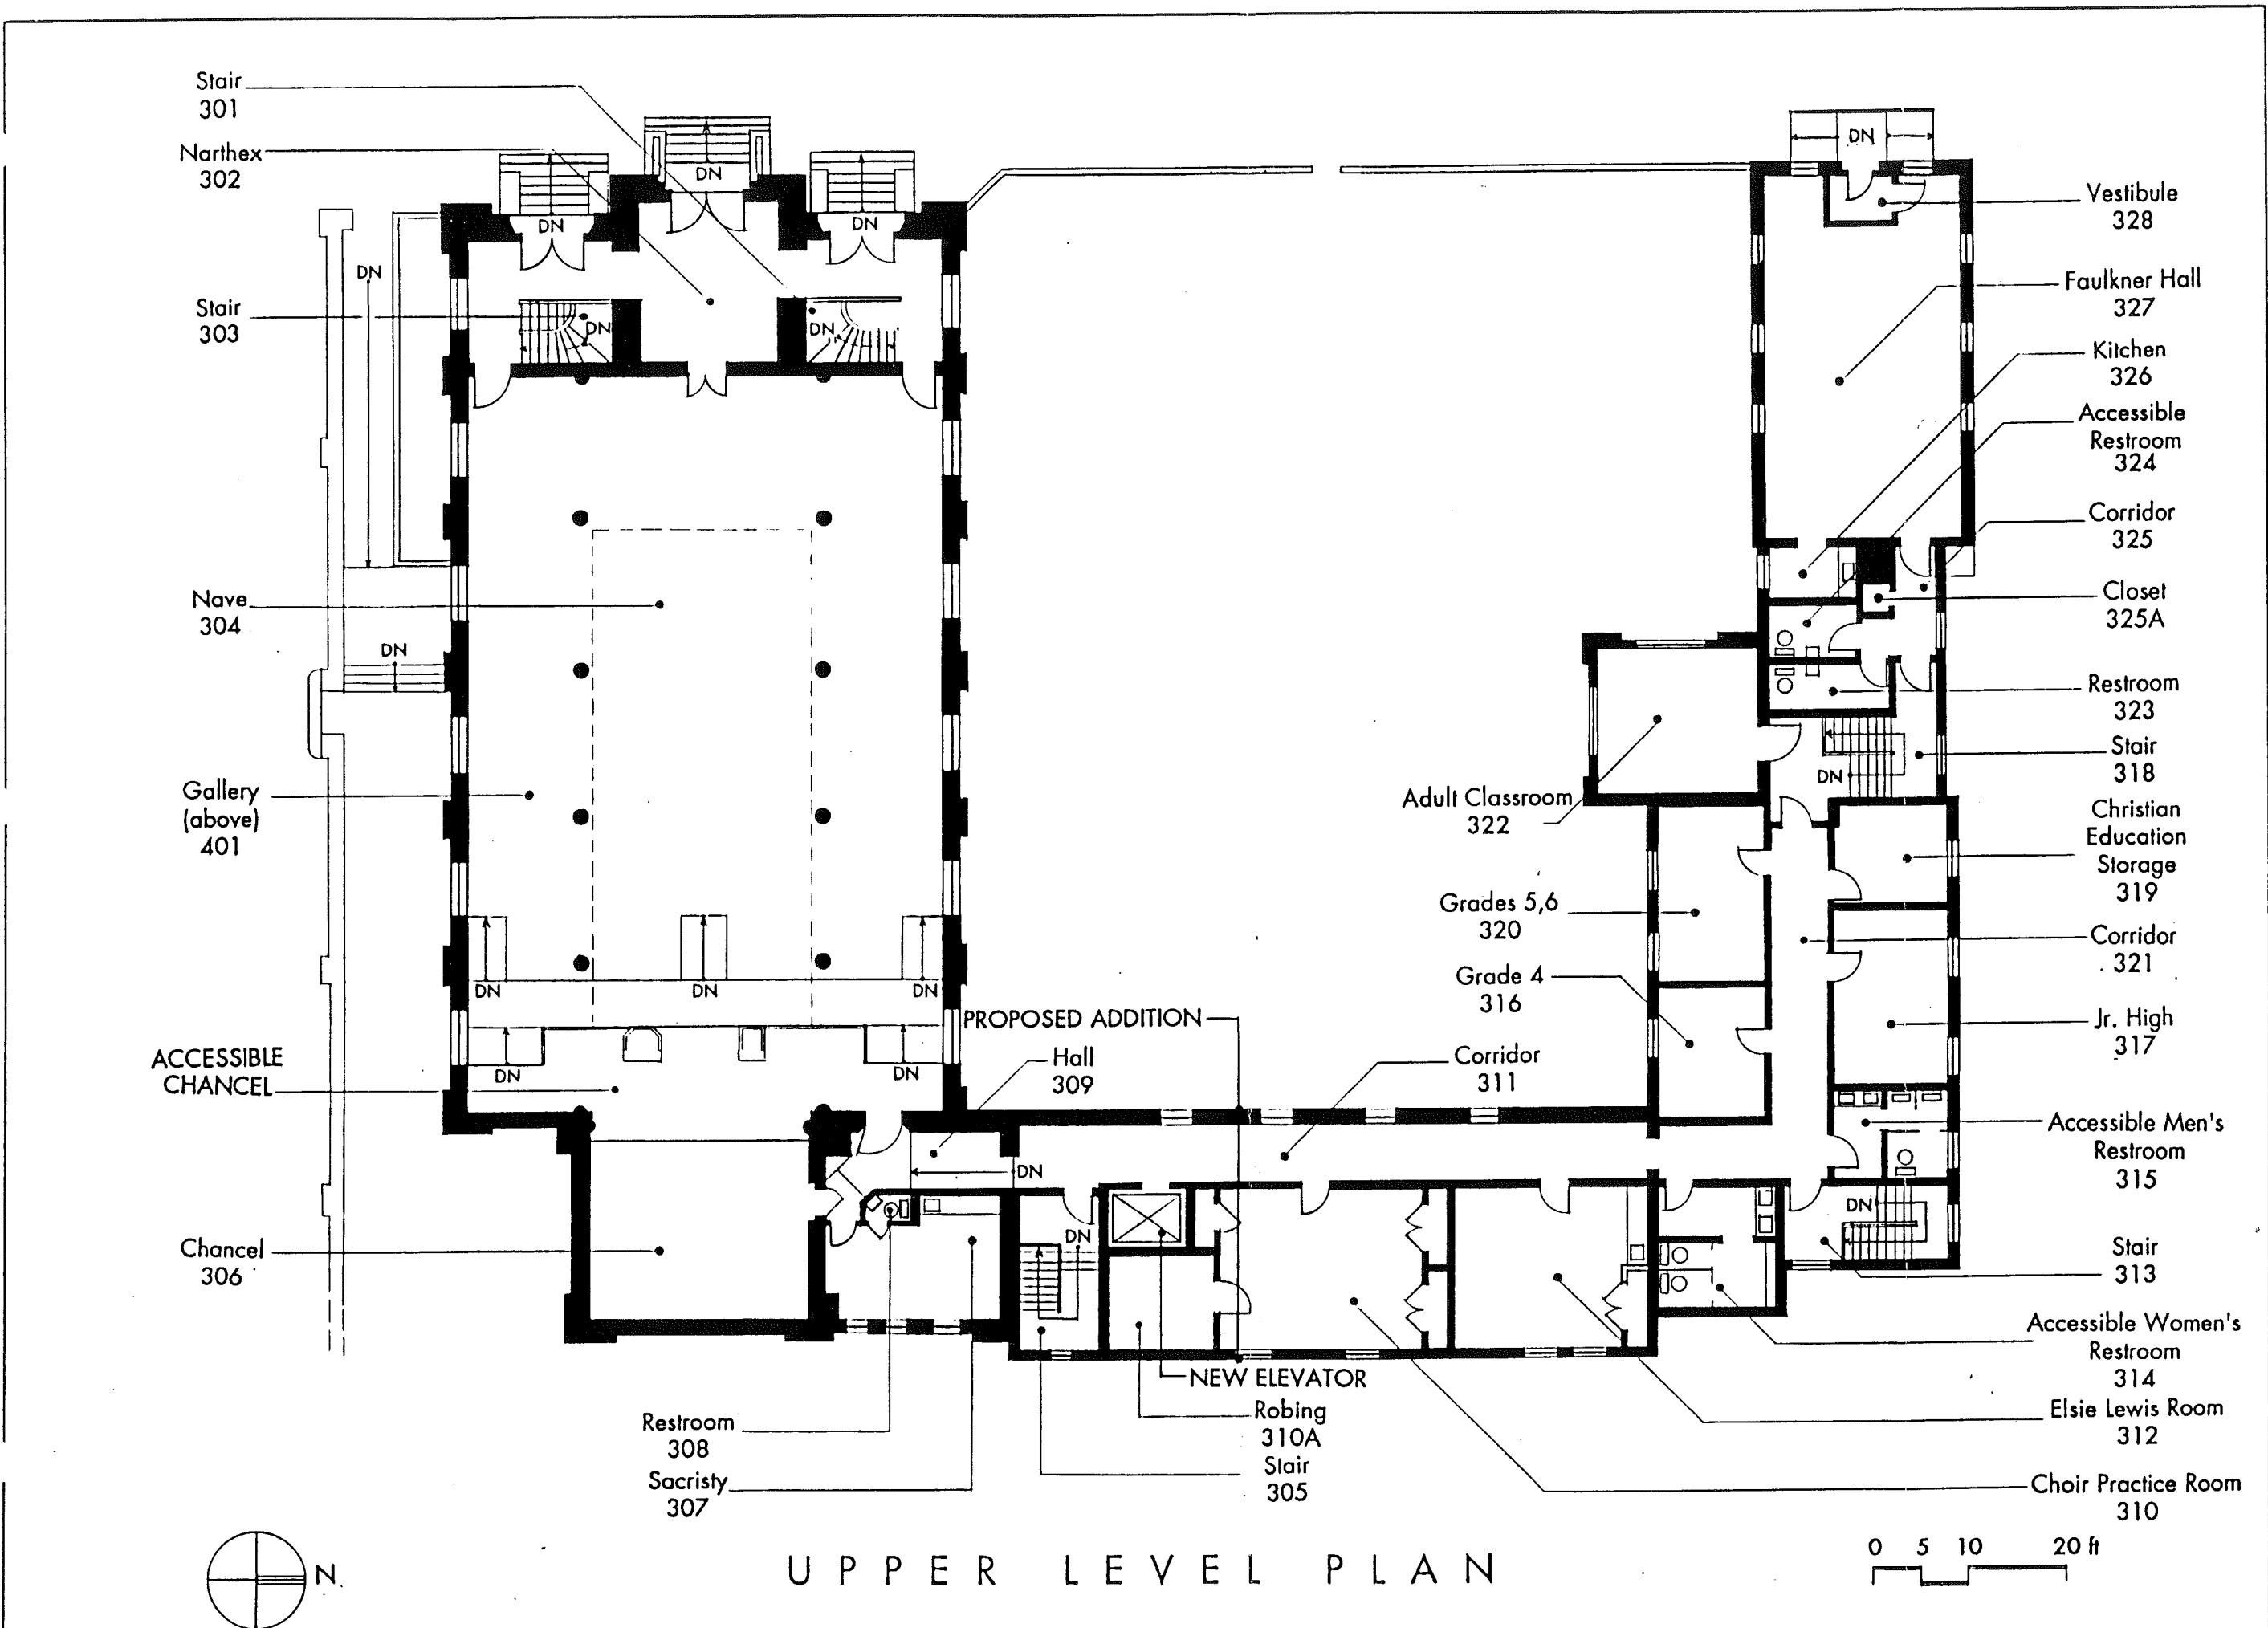 Stair
301
Narthex
302
Stair
303
Nave
304
Gallery
(above)
401
ACCESSIBLE
CHANCEL
Chancel
306
DN
DN
DN
DN
DN
DN
DN
DN
DN
DN
DN
DN
DN
PROPOSED ADDITION
Hall
309
Corridor
311
DN
DN
Restroom
308
Sacristy
307
NEW ELEVATOR
Robing
310A
Stair
305
Adult Classroom
322
Grades 5,6
320
Grade 4
316
DN
DN
DN
Vestibule
328
Faulkner Hall
327
Kitchen
326
Accessible
Restroom
324
Corridor
325
Closet
325A
Restroom
323
Stair
318
Christian
Education
Storage
319
Corridor
321
Jr. High
317
Accessible Men's
Restroom
315
Stair
313
Accessible Women's
Restroom
314
Elsie Lewis Room
312
Choir Practice Room
310
N
UPPER LEVEL PLAN
0 5 10 20 ft